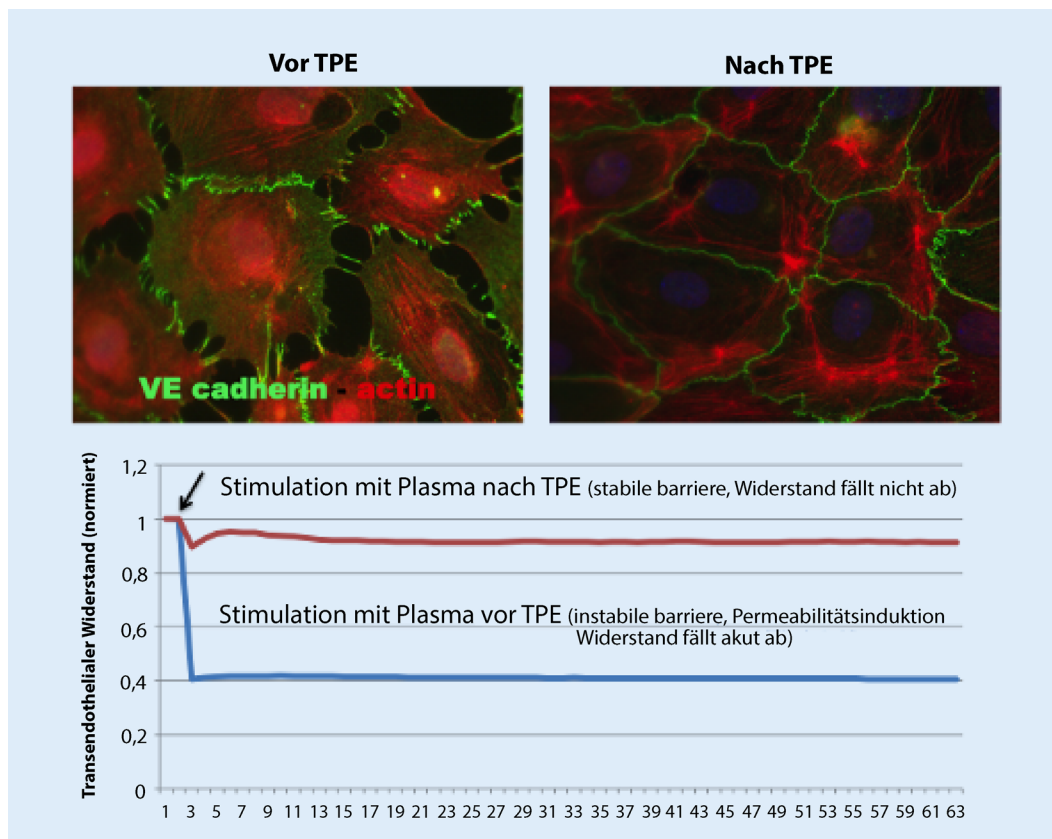 Vor TPE
Nach TPE
VE cadherin - actin
Transendothelialer Widerstand (normiert)
1,2
1
0,8
0,6
0,4
0,2
0
Stimulation mit Plasma nach TPE (stabile barriere, Widerstand fällt nicht ab)
Stimulation mit Plasma vor TPE (instabile barriere, Permeabilitätsinduktion
Widerstand fällt akut ab)
1 3 5 7 9 11 13 15 17 19 21 23 25 27 29 31 33 35 37 39 41 43 45 47 49 51 53 55 57 59 61 63